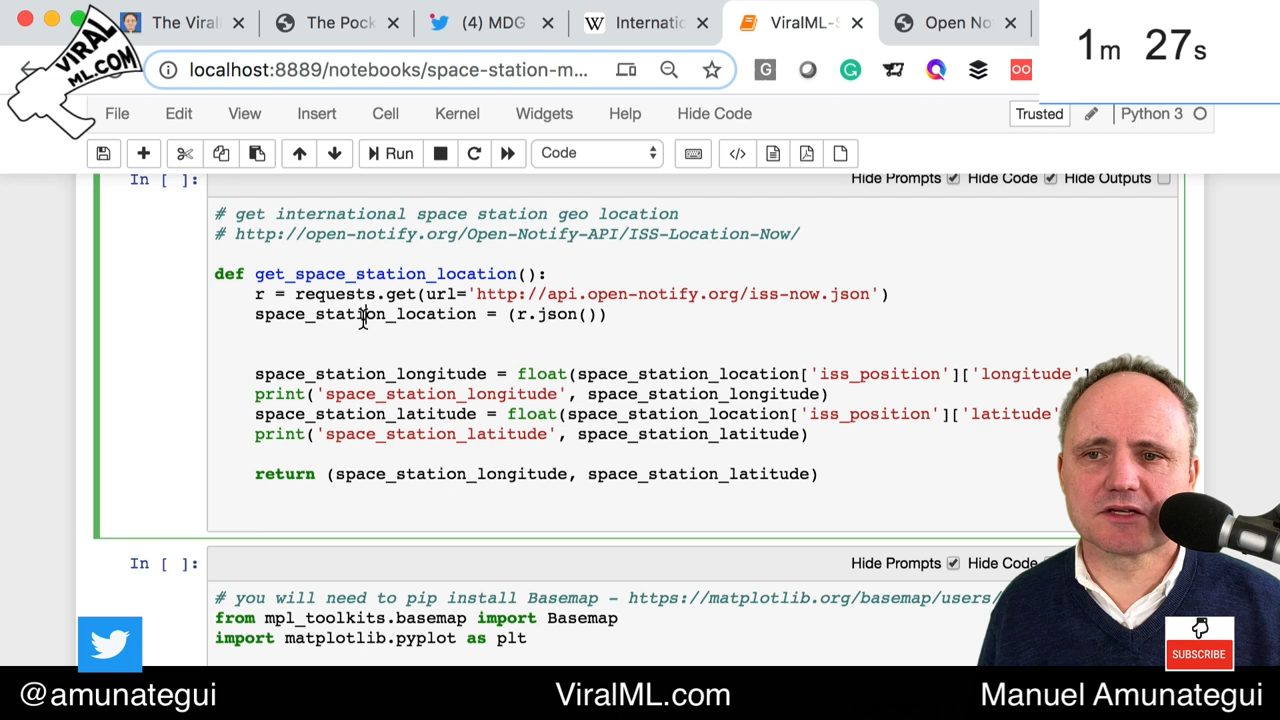 The Viral
The Pock
(4) MDG
W Internatio
ViralML-S
Open No
1m 27s
VIRAL
ML.COM
localhost:8889/notebooks/space-station-m...
File Edit View Insert Cell Kernel Widgets Help Hide Code
Trusted
Python 3
Run
Code
In [ ]:
Hide Prompts Hide Code Hide Outputs
# get international space station geo location
# http://open-notify.org/Open-Notify-API/ISS-Location-Now/
def get_space_station_location():
r = requests.get(url='http://api.open-notify.org/iss-now.json')
space_station_location = (r.json())
space_station_longitude = float(space_station_location['iss_position']['longitude']
print('space_station_longitude', space_station_longitude)
space_station_latitude = float(space_station_location['iss_position']['latitude'
print('space_station_latitude', space_station_latitude)
return (space_station_longitude, space_station_latitude)
In [ ]:
Hide Prompts Hide Code
# you will need to pip install Basemap - https://matplotlib.org/basemap/users/
from mpl_toolkits.basemap import Basemap
import matplotlib.pyplot as plt
SUBSCRIBE
@amunategui
ViralML.com
Manuel Amunategui